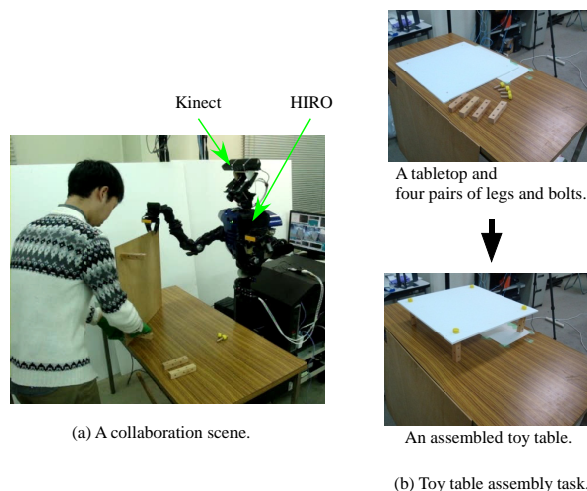 Kinect
HIRO
(a) A collaboration scene.
A tabletop and
four pairs of legs and bolts.
An assembled toy table.
(b) Toy table assembly task.